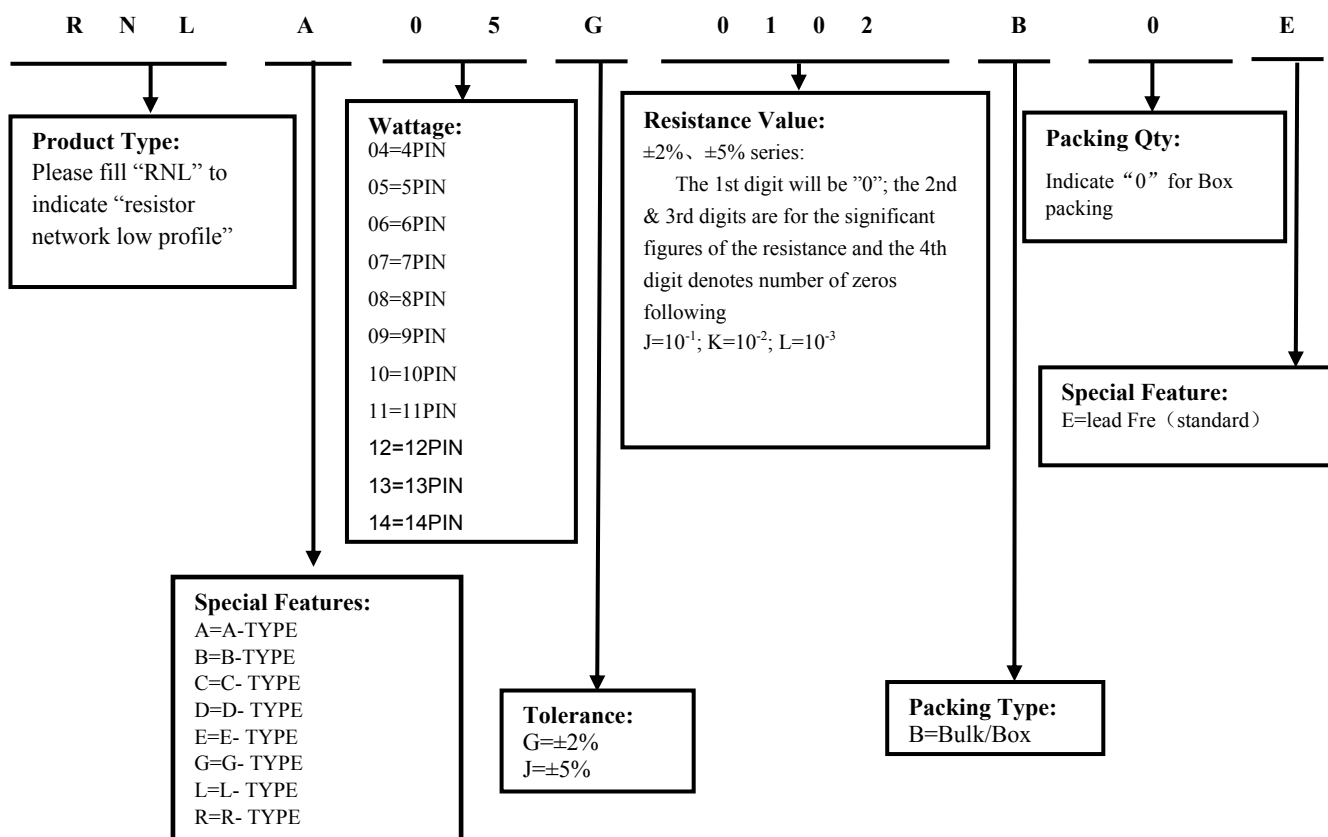 R N L A 0 5 G 0 1 0 2 B 0 E
Product Type:
Please fill “RNL” to
indicate “resistor
network low profile”
Wattage:
04=4PIN
05=5PIN
06=6PIN
07=7PIN
08=8PIN
09=9PIN
10=10PIN
11=11PIN
12=12PIN
13=13PIN
14=14PIN
Resistance Value:
±2%、±5% series:
The 1st digit will be ”0”; the 2nd
& 3rd digits are for the significant
figures of the resistance and the 4th
digit denotes number of zeros
following
J=10⁻¹; K=10⁻²; L=10⁻³
Packing Qty:
Indicate “0” for Box
packing
Special Feature:
E=lead Fre（standard）
Special Features:
A=A-TYPE
B=B-TYPE
C=C- TYPE
D=D- TYPE
E=E- TYPE
G=G- TYPE
L=L- TYPE
R=R- TYPE
Tolerance:
G=±2%
J=±5%
Packing Type:
B=Bulk/Box